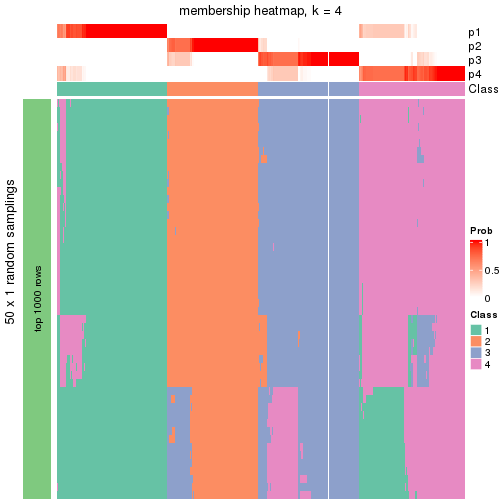 membership heatmap, k = 4
p1
p2
p3
p4
Class
50 x 1 random samplings
top 1000 rows
Prob
1
0.5
0
Class
1
2
3
4